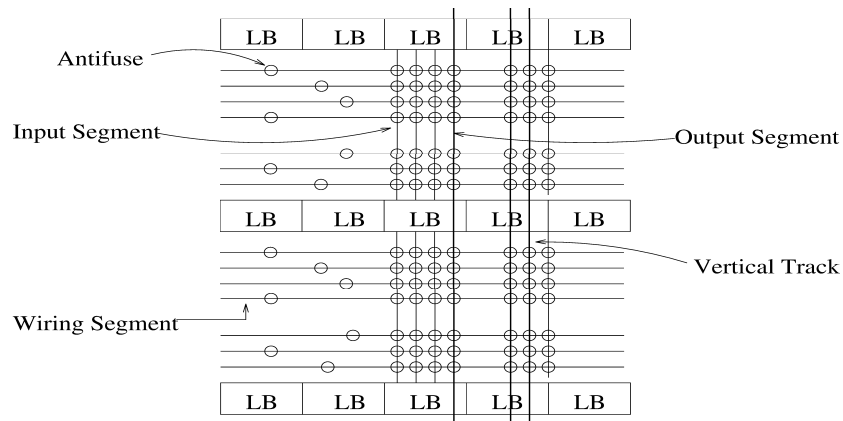 LB LB LB LB LB
Antifuse
Input Segment
Output Segment
LB LB LB LB LB
Vertical Track
Wiring Segment
LB LB LB LB LB